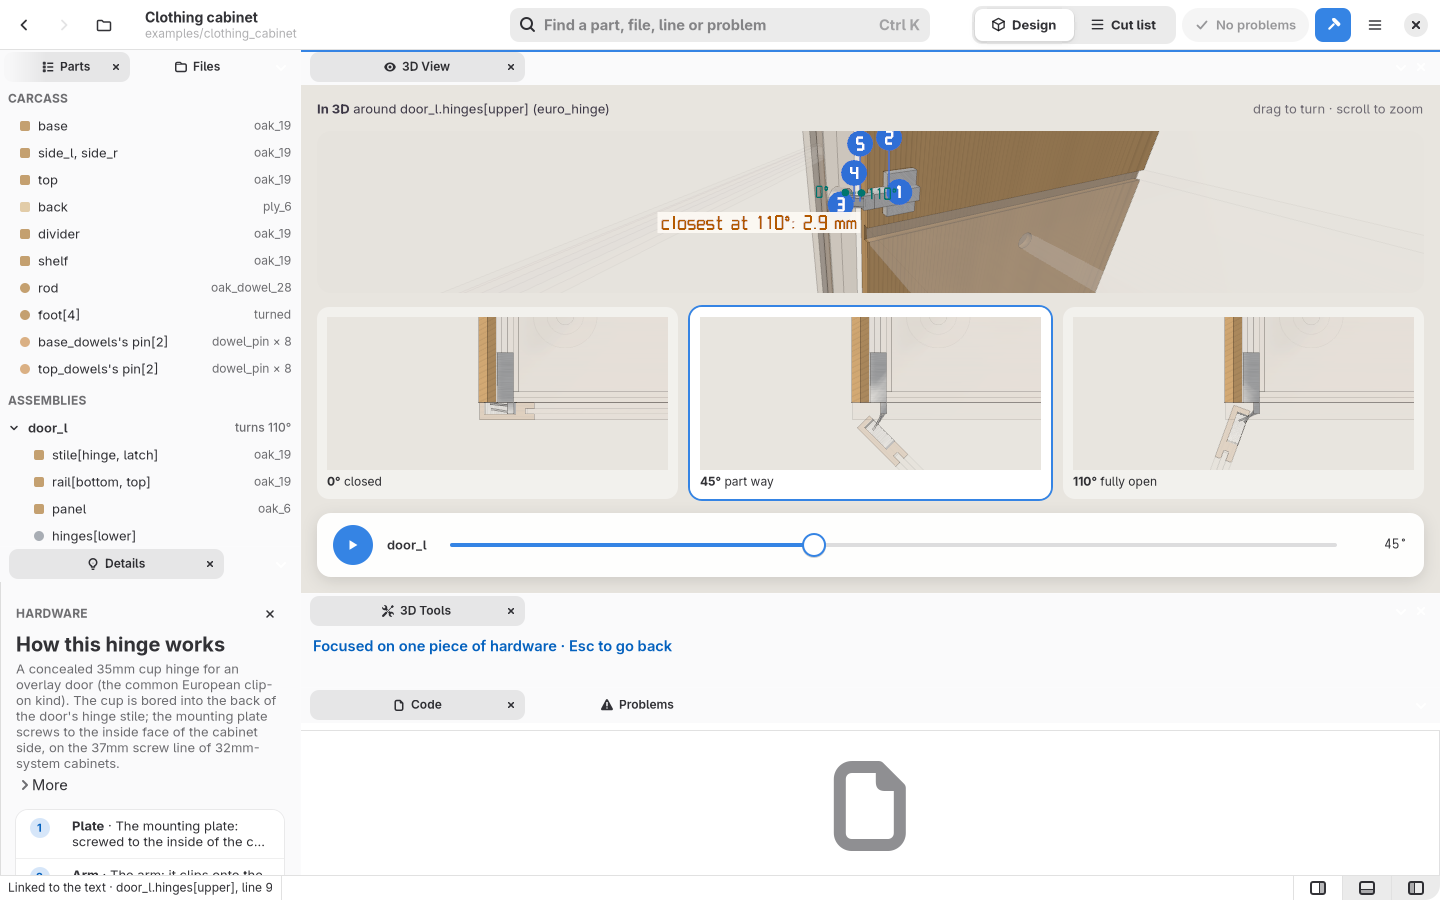 Clothing cabinet
examples/clothing_cabinet
Find a part, file, line or problem
Ctrl K
Design
Cut list
No problems
Parts
Files
CARCASS
base oak_19
side_l, side_r oak_19
top oak_19
back ply_6
divider oak_19
shelf oak_19
rod oak_dowel_28
foot[4] turned
base_dowels's pin[2] dowel_pin × 8
top_dowels's pin[2] dowel_pin × 8
ASSEMBLIES
door_l turns 110°
stile[hinge, latch] oak_19
rail[bottom, top] oak_19
panel oak_6
hinges[lower]
Details
HARDWARE
How this hinge works
A concealed 35mm cup hinge for an
overlay door (the common European clip-
on kind). The cup is bored into the back of
the door's hinge stile; the mounting plate
screws to the inside face of the cabinet
side, on the 37mm screw line of 32mm-
system cabinets.
More
1 Plate · The mounting plate:
screwed to the inside of the c...
3D View
In 3D around door_l.hinges[upper] (euro_hinge)
drag to turn · scroll to zoom
5 2
4
0° 110° 1
3
closest at 110°: 2.9 mm
0° closed
45° part way
110° fully open
door_l
45°
3D Tools
Focused on one piece of hardware · Esc to go back
Code
Problems
Linked to the text · door_l.hinges[upper], line 9